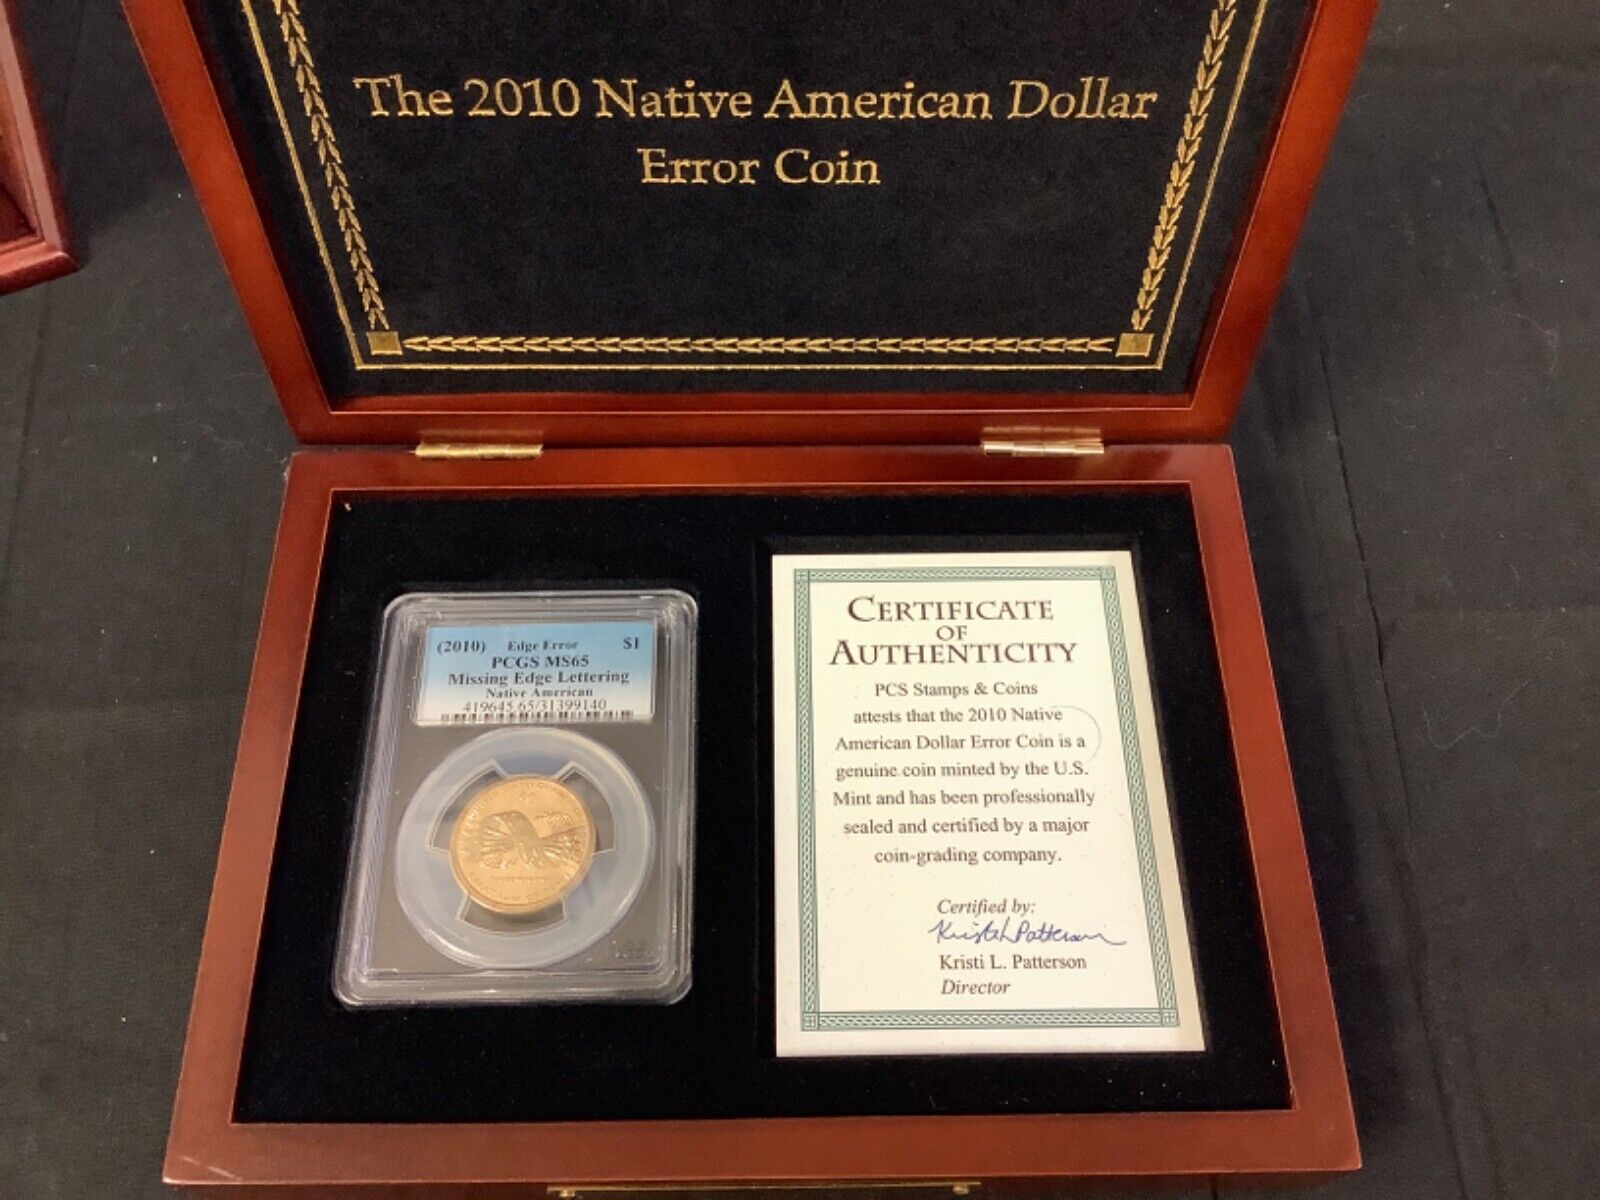 The 2010 Native American Dollar
Error Coin
(2010) Edge Error $1
PCGS MS65
Missing Edge Lettering
Native American
419645.65/31399140
CERTIFICATE
OF
AUTHENTICITY
PCS Stamps & Coins
attests that the 2010 Native
American Dollar Error Coin is a
genuine coin minted by the U.S.
Mint and has been professionally
sealed and certified by a major
coin-grading company.
Certified by:
Kristi L Patterson
Kristi L. Patterson
Director